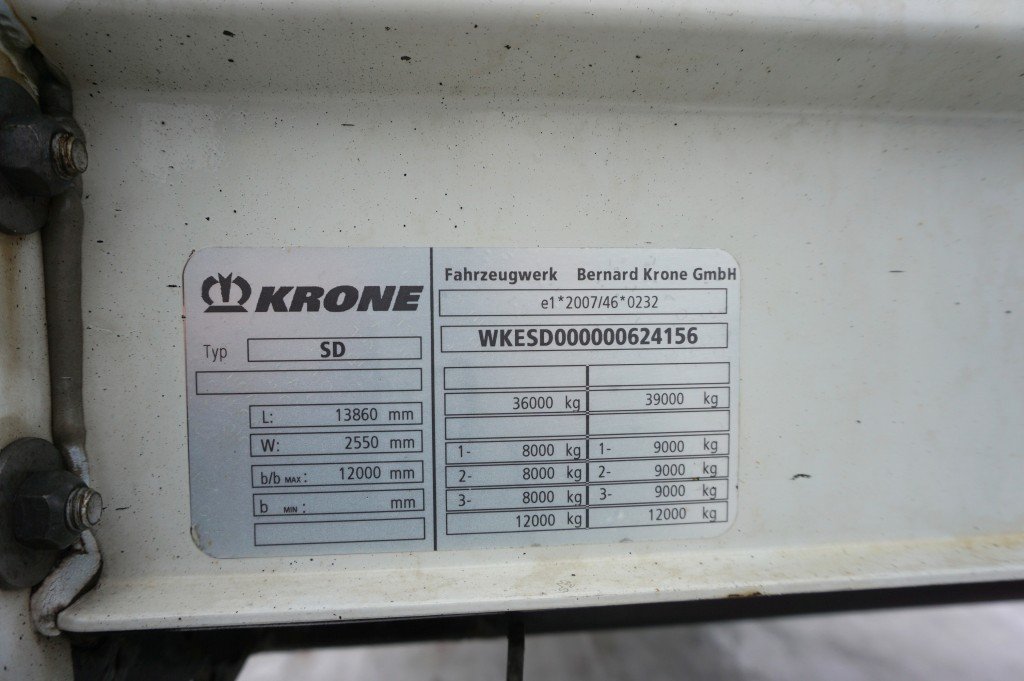 KRONE
Typ SD
L: 13860 mm
W: 2550 mm
b/b MAX: 12000 mm
b MIN: mm
Fahrzeugwerk Bernard Krone GmbH
e1*2007/46*0232
WKESD000000624156
36000 kg 39000 kg
1- 8000 kg 1- 9000 kg
2- 8000 kg 2- 9000 kg
3- 8000 kg 3- 9000 kg
12000 kg 12000 kg